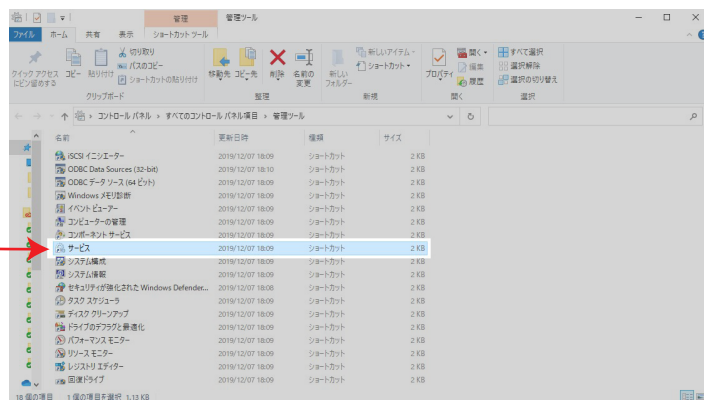 管理 管理ツール
ファイル ホーム 共有 表示 ショートカット ツール
クイック アクセスにピン留めする
コピー
貼り付け
切り取り
パスのコピー
ショートカットの貼り付け
クリップボード
移動先 コピー先 削除 名前の変更
整理
新しいフォルダー
新しいアイテム
ショートカット
新規
プロパティ
開く
編集
履歴
開く
すべて選択
選択解除
選択の切り替え
選択
コントロール パネル > すべてのコントロール パネル項目 > 管理ツール
名前 更新日時 種類 サイズ
iSCSI イニシエーター 2019/12/07 18:09 ショートカット 2 KB
ODBC Data Sources (32-bit) 2019/12/07 18:10 ショートカット 2 KB
ODBC データ ソース (64 ビット) 2019/12/07 18:09 ショートカット 2 KB
Windows メモリ診断 2019/12/07 18:09 ショートカット 2 KB
イベント ビューアー 2019/12/07 18:09 ショートカット 2 KB
コンピューターの管理 2019/12/07 18:09 ショートカット 2 KB
コンポーネント サービス 2019/12/07 18:09 ショートカット 2 KB
サービス 2019/12/07 18:09 ショートカット 2 KB
システム構成 2019/12/07 18:09 ショートカット 2 KB
システム情報 2019/12/07 18:09 ショートカット 2 KB
セキュリティが強化された Windows Defender... 2019/12/07 18:08 ショートカット 2 KB
タスク スケジューラ 2019/12/07 18:09 ショートカット 2 KB
ディスク クリーンアップ 2019/12/07 18:09 ショートカット 2 KB
ドライブのデフラグと最適化 2019/12/07 18:09 ショートカット 2 KB
パフォーマンス モニター 2019/12/07 18:09 ショートカット 2 KB
リソース モニター 2019/12/07 18:09 ショートカット 2 KB
レジストリ エディター 2019/12/07 18:09 ショートカット 2 KB
回復ドライブ 2019/12/07 18:09 ショートカット 2 KB
18 個の項目 1 個の項目を選択 1.13 KB